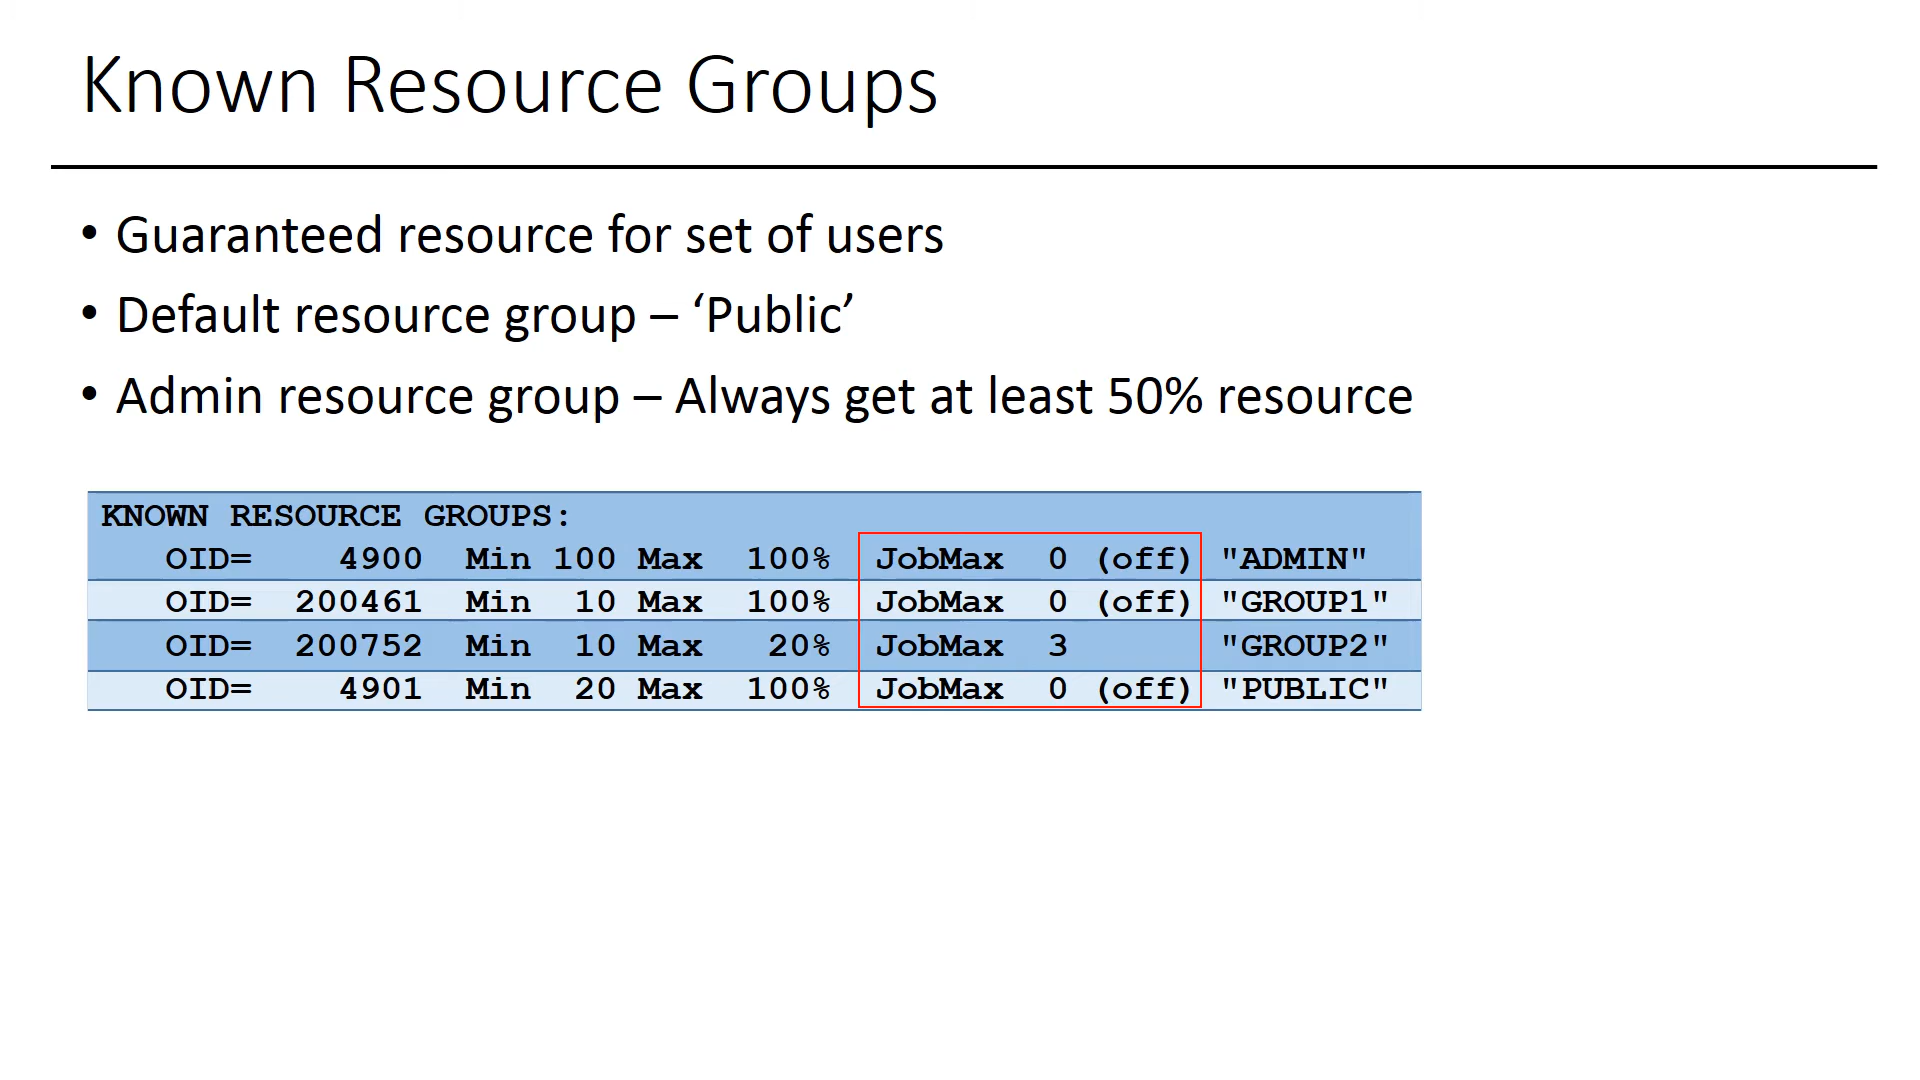 Known Resource Groups
• Guaranteed resource for set of users
• Default resource group – ‘Public’
• Admin resource group – Always get at least 50% resource
KNOWN RESOURCE GROUPS:
OID= 4900 Min 100 Max 100% JobMax 0 (off) "ADMIN"
OID= 200461 Min 10 Max 100% JobMax 0 (off) "GROUP1"
OID= 200752 Min 10 Max 20% JobMax 3 "GROUP2"
OID= 4901 Min 20 Max 100% JobMax 0 (off) "PUBLIC"